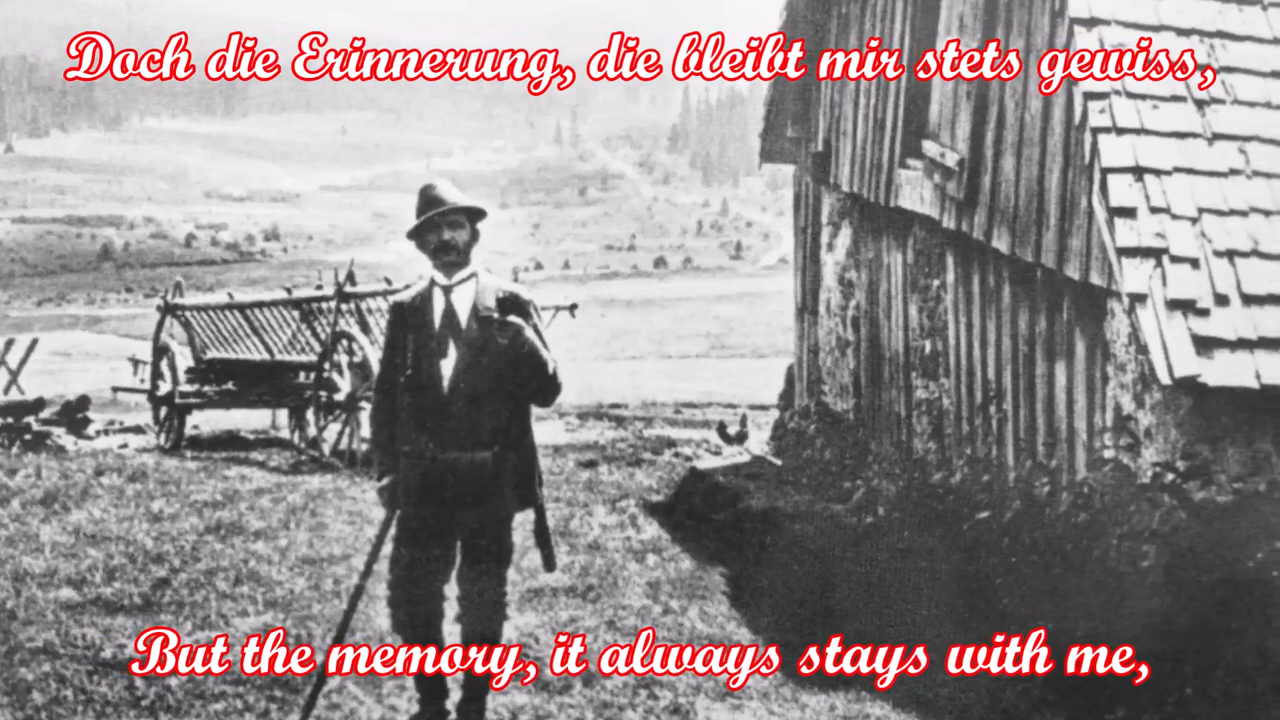 Doch die Erinnerung, die bleibt mir stets gewiss,
But the memory, it always stays with me,